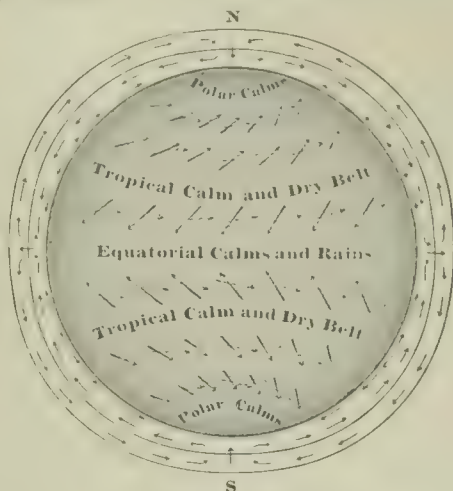 N
Polar Calms
Tropical Calm and Dry Belt
Equatorial Calms and Rains
Tropical Calm and Dry Belt
Polar Calms
S